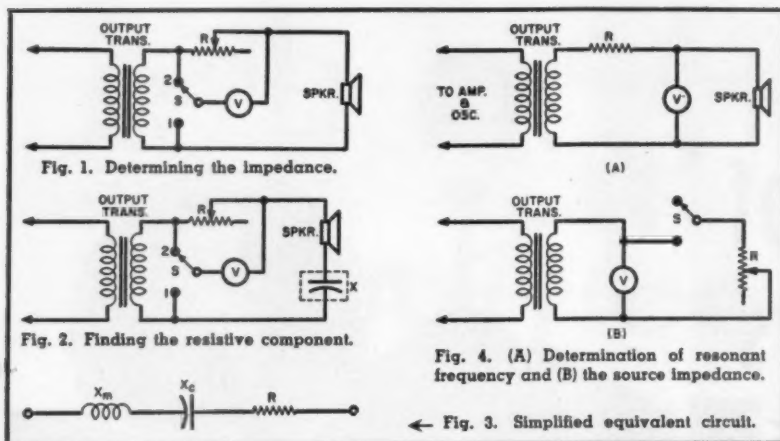 OUTPUT
TRANS.
R
2
S
V
1
SPKR.
Fig. 1. Determining the impedance.
OUTPUT
TRANS.
R
2
S
V
1
SPKR.
X
Fig. 2. Finding the resistive component.
Xm
Xc
R
← Fig. 3. Simplified equivalent circuit.
OUTPUT
TRANS.
R
TO AMP.
&
OSC.
V
SPKR.
(A)
OUTPUT
TRANS.
S
V
R
(B)
Fig. 4. (A) Determination of resonant
frequency and (B) the source impedance.